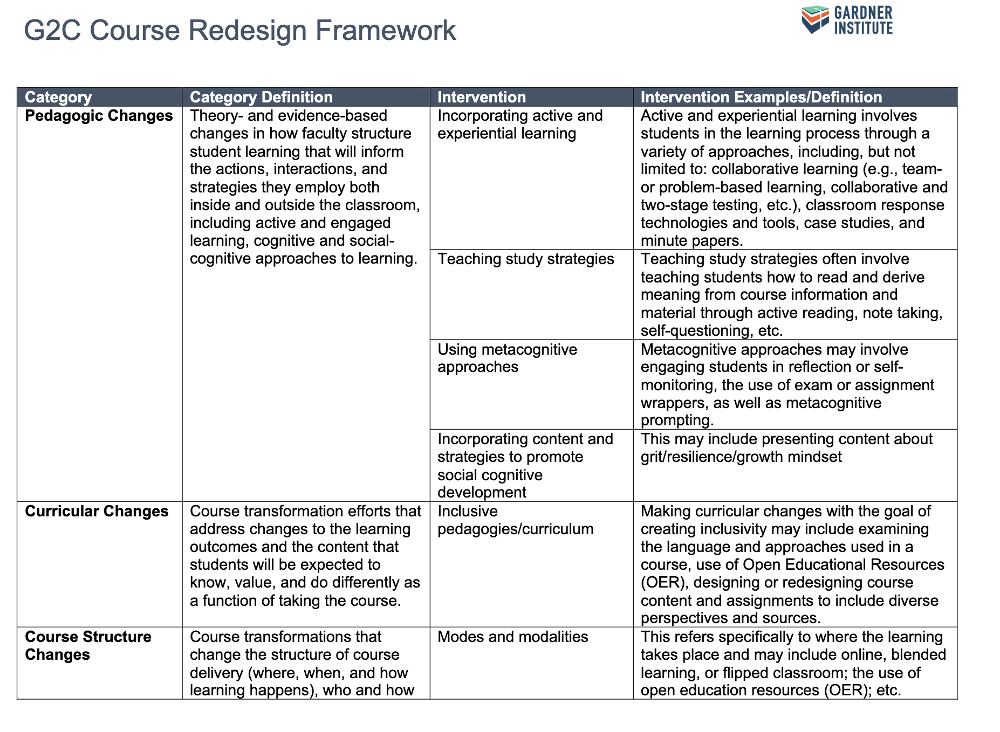 G2C Course Redesign Framework
GARDNER
INSTITUTE
Category
Category Definition
Intervention
Intervention Examples/Definition
Pedagogic Changes
Theory- and evidence-based
changes in how faculty structure
student learning that will inform
the actions, interactions, and
strategies they employ both
inside and outside the classroom,
including active and engaged
learning, cognitive and social-
cognitive approaches to learning.
Incorporating active and
experiential learning
Active and experiential learning involves
students in the learning process through a
variety of approaches, including, but not
limited to: collaborative learning (e.g., team-
or problem-based learning, collaborative and
two-stage testing, etc.), classroom response
technologies and tools, case studies, and
minute papers.
Teaching study strategies
Teaching study strategies often involve
teaching students how to read and derive
meaning from course information and
material through active reading, note taking,
self-questioning, etc.
Using metacognitive
approaches
Metacognitive approaches may involve
engaging students in reflection or self-
monitoring, the use of exam or assignment
wrappers, as well as metacognitive
prompting.
Incorporating content and
strategies to promote
social cognitive
development
This may include presenting content about
grit/resilience/growth mindset
Curricular Changes
Course transformation efforts that
address changes to the learning
outcomes and the content that
students will be expected to
know, value, and do differently as
a function of taking the course.
Inclusive
pedagogies/curriculum
Making curricular changes with the goal of
creating inclusivity may include examining
the language and approaches used in a
course, use of Open Educational Resources
(OER), designing or redesigning course
content and assignments to include diverse
perspectives and sources.
Course Structure
Changes
Course transformations that
change the structure of course
delivery (where, when, and how
learning happens), who and how
Modes and modalities
This refers specifically to where the learning
takes place and may include online, blended
learning, or flipped classroom; the use of
open education resources (OER); etc.